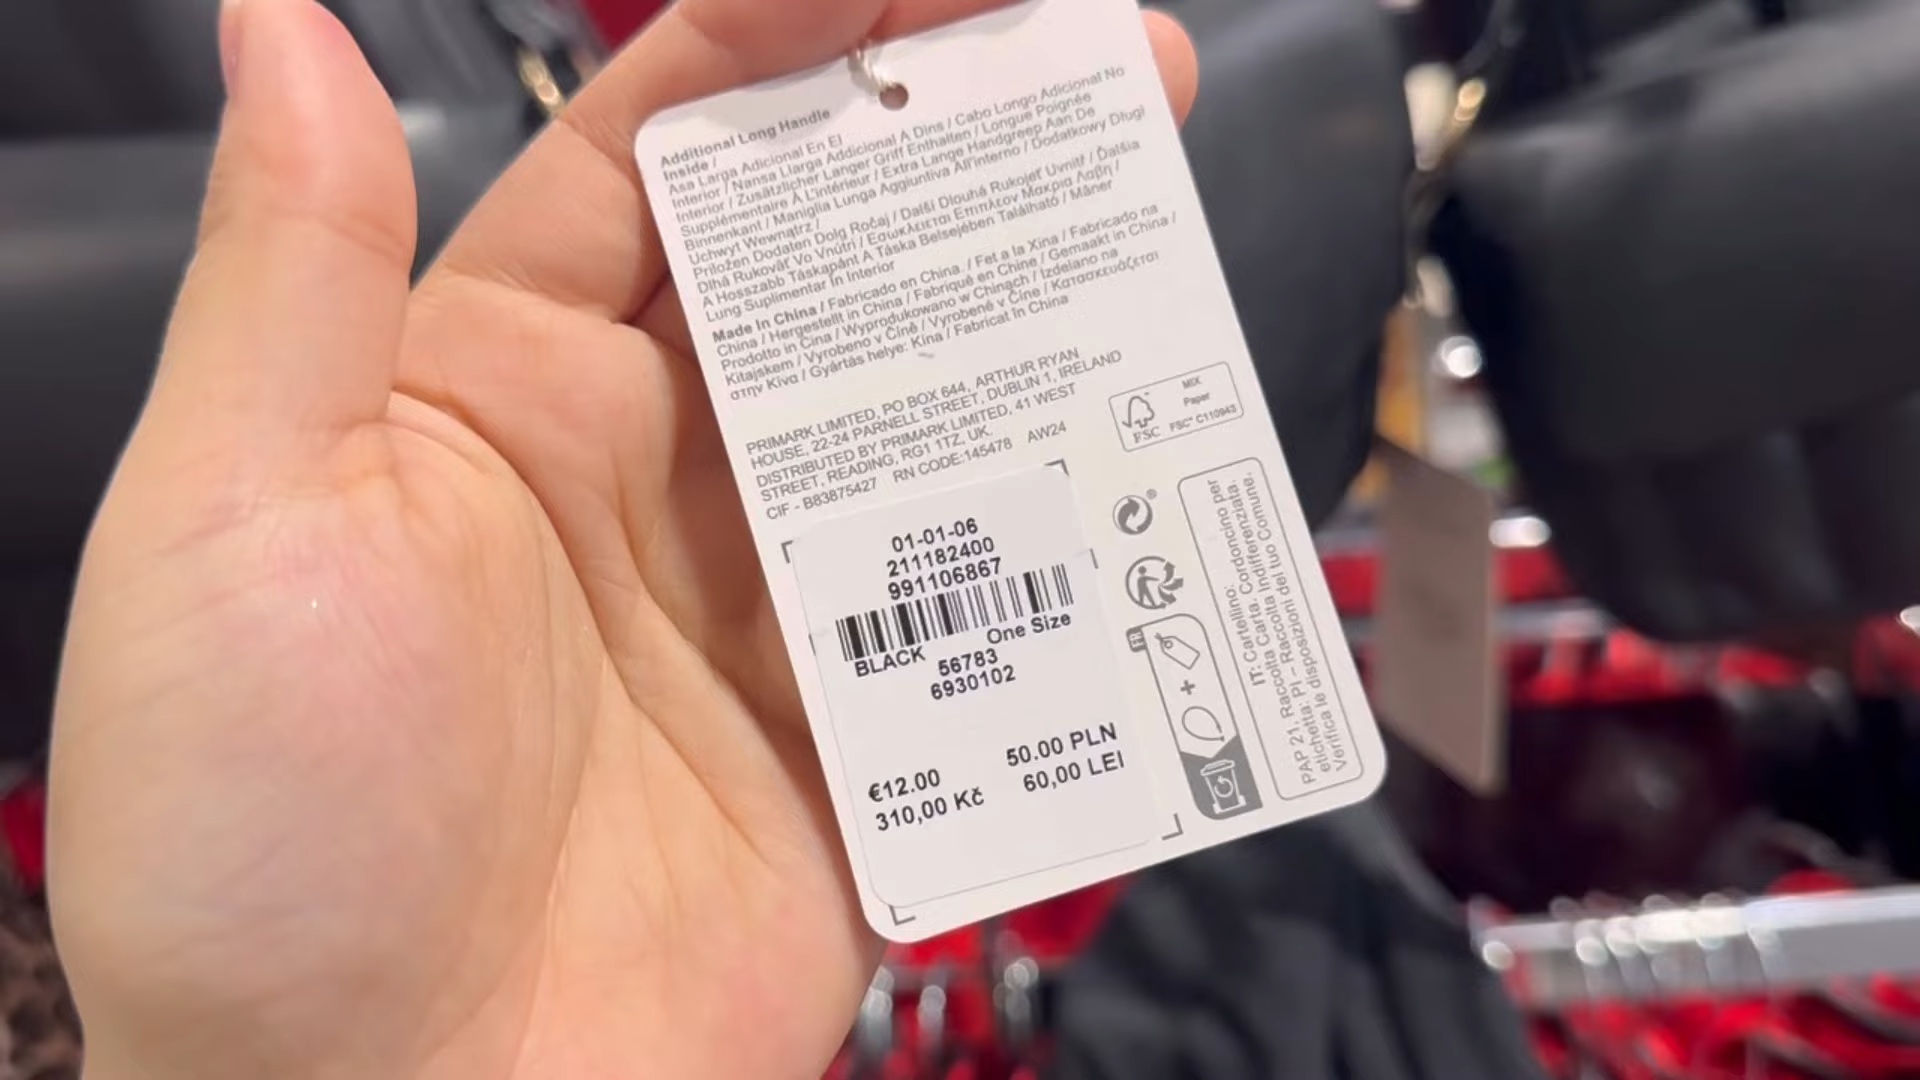 Additional Long Handle
Inside /
Asa Larga Adicional En El
Interior / Nansa Llarga Addicional A Dins / Cabo Longo Adicional No
Interior / Zusätzlicher Langer Griff Enthalten / Longue Poignée
Supplémentaire À L'intérieur / Extra Lange Handgreep Aan De
Binnenkant / Maniglia Lunga Aggiuntiva All'interno / Dodatkowy Długi
Uchwyt Wewnątrz /
Priložen Dodaten Dolg Ročaj / Další Dlouhá Rukojeť Uvnitř / Ďalšia
Dlhá Rukoväť Vo Vnútri / Εσωκλείεται Επιπλεον Μακρια Λαβη /
A Hosszabb Táskapánt A Táska Belsejében Található / Mâner
Lung Suplimentar În Interior
Made In China / Fabricado en China. / Fet a la Xina / Fabricado na
China / Hergestellt in China / Fabriqué en Chine / Gemaakt in China /
Prodotto in Cina / Wyprodukowano w Chinach / Izdelano na
Kitajskem / Vyrobeno v Číně / Vyrobené v Číne / Κατασκευάζεται
στην Κίνα / Gyártás helye: Kína / Fabricat în China
PRIMARK LIMITED, PO BOX 644, ARTHUR RYAN
HOUSE, 22-24 PARNELL STREET, DUBLIN 1, IRELAND
DISTRIBUTED BY PRIMARK LIMITED, 41 WEST
STREET, READING, RG1 1TZ, UK.
CIF - B83875427 RN CODE:145478 AW24
MIX
Paper
FSC FSC® C110943
01-01-06
211182400
991106867
One Size
BLACK
56783
6930102
€12.00 50.00 PLN
310,00 Kč 60,00 LEI
FR
IT: Cartellino:
PAP 21, Raccolta Carta. Cordoncino per
etichetta: PI – Raccolta Indifferenziata.
Verifica le disposizioni del tuo Comune.